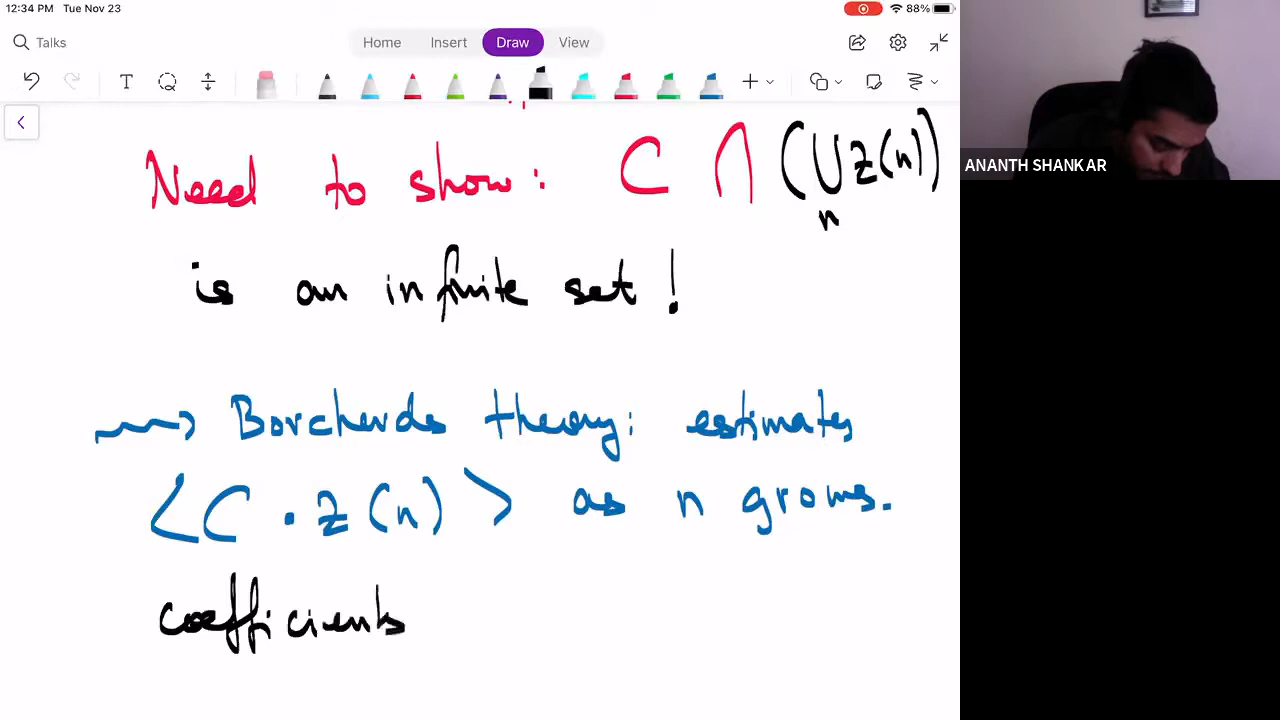 12:34 PM Tue Nov 23
88%
Talks
Home Insert Draw View
T
Need to show: C ∩ (∪ Z(n))
n
ANANTH SHANKAR
is an infinite set!
⇝ Borcherds theory: estimates
<C . Z(n)> as n grows.
coefficients